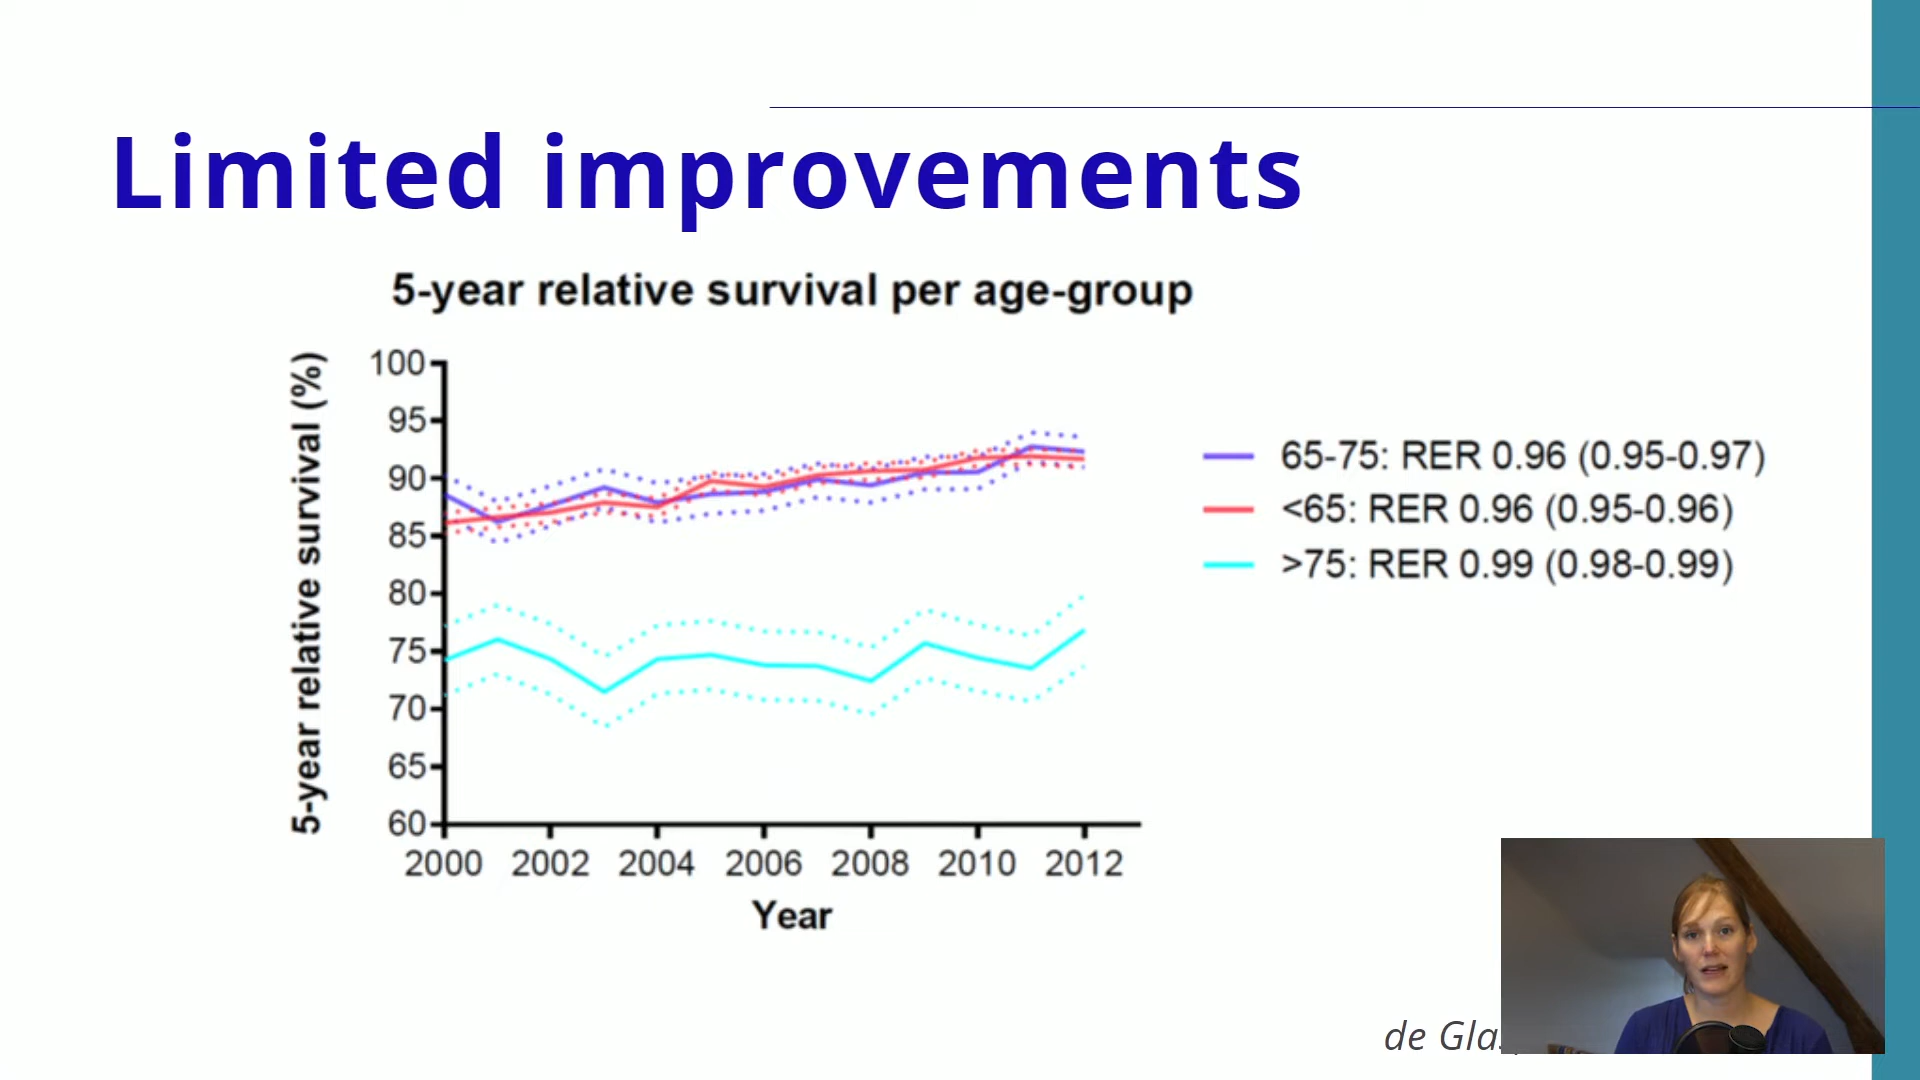 Limited improvements
5-year relative survival per age-group
5-year relative survival (%)
100
95
90
85
80
75
70
65
60
2000 2002 2004 2006 2008 2010 2012
Year
65-75: RER 0.96 (0.95-0.97)
<65: RER 0.96 (0.95-0.96)
>75: RER 0.99 (0.98-0.99)
de